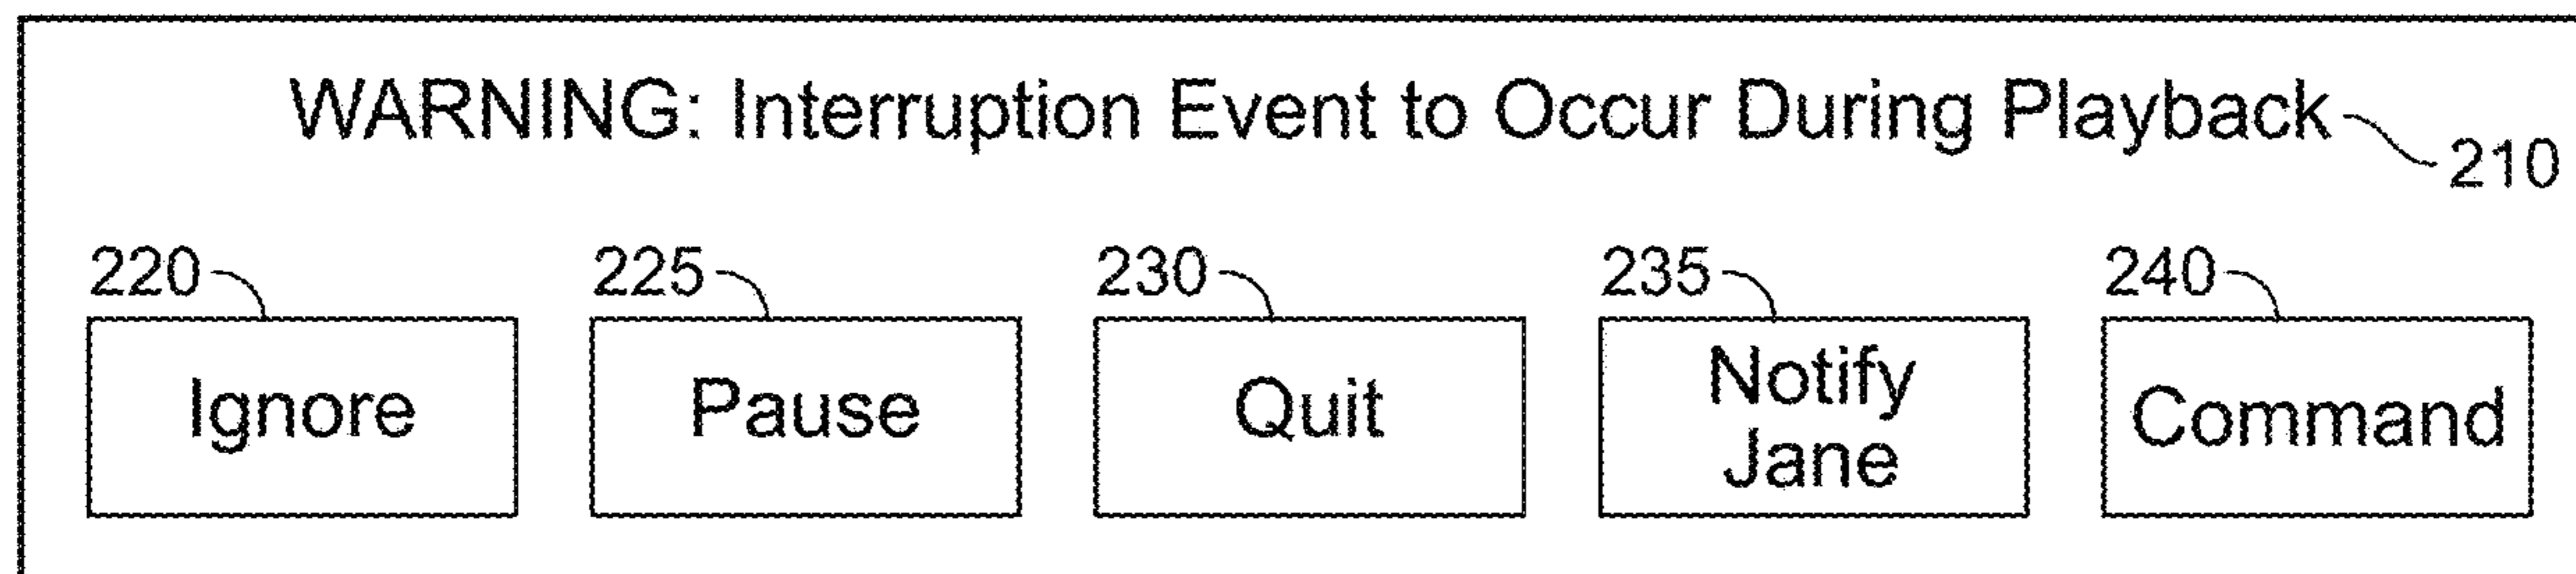 WARNING: Interruption Event to Occur During Playback
210
220 225 230 235 240
Ignore Pause Quit Notify Jane Command